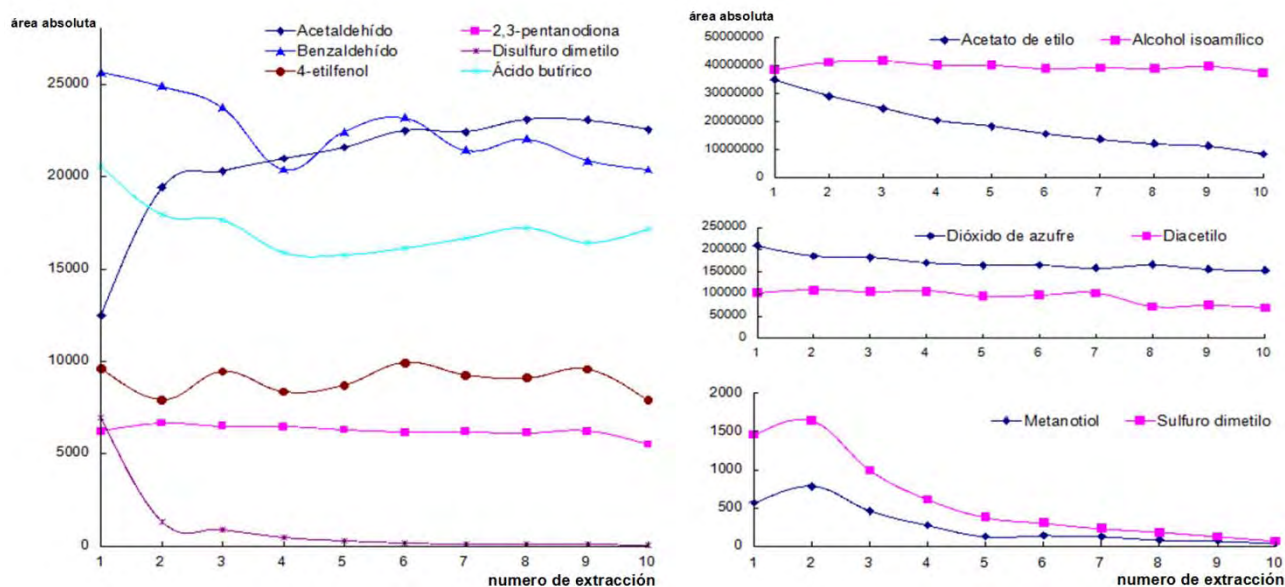 área absoluta
Acetaldehído
2,3-pentanodiona
Benzaldehído
Disulfuro dimetilo
4-etilfenol
Ácido butírico
25000
20000
15000
10000
5000
0
1 2 3 4 5 6 7 8 9 10
numero de extracción
área absoluta
Acetato de etilo
Alcohol isoamílico
50000000
40000000
30000000
20000000
10000000
0
1 2 3 4 5 6 7 8 9 10
Dióxido de azufre
Diacetilo
250000
200000
150000
100000
50000
0
1 2 3 4 5 6 7 8 9 10
Metanotiol
Sulfuro dimetilo
2000
1500
1000
500
0
1 2 3 4 5 6 7 8 9 10
numero de extracción